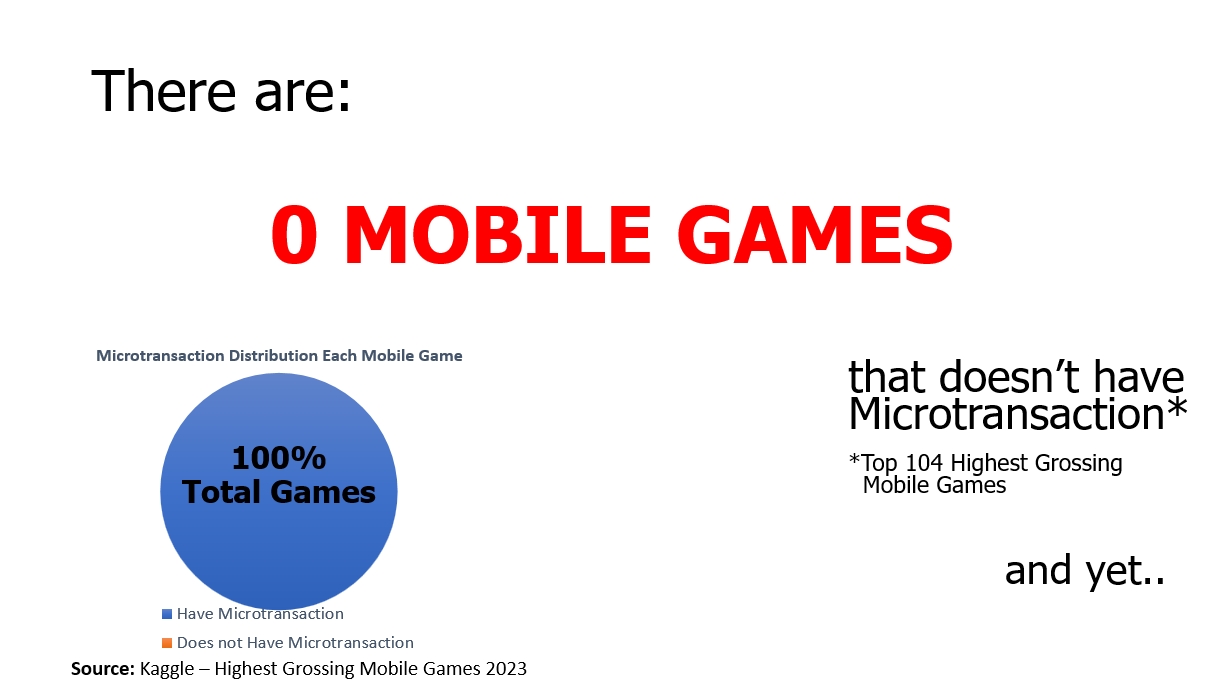 There are:
0 MOBILE GAMES
Microtransaction Distribution Each Mobile Game
100%
Total Games
Have Microtransaction
Does not Have Microtransaction
Source: Kaggle – Highest Grossing Mobile Games 2023
that doesn’t have
Microtransaction*
*Top 104 Highest Grossing
Mobile Games
and yet..